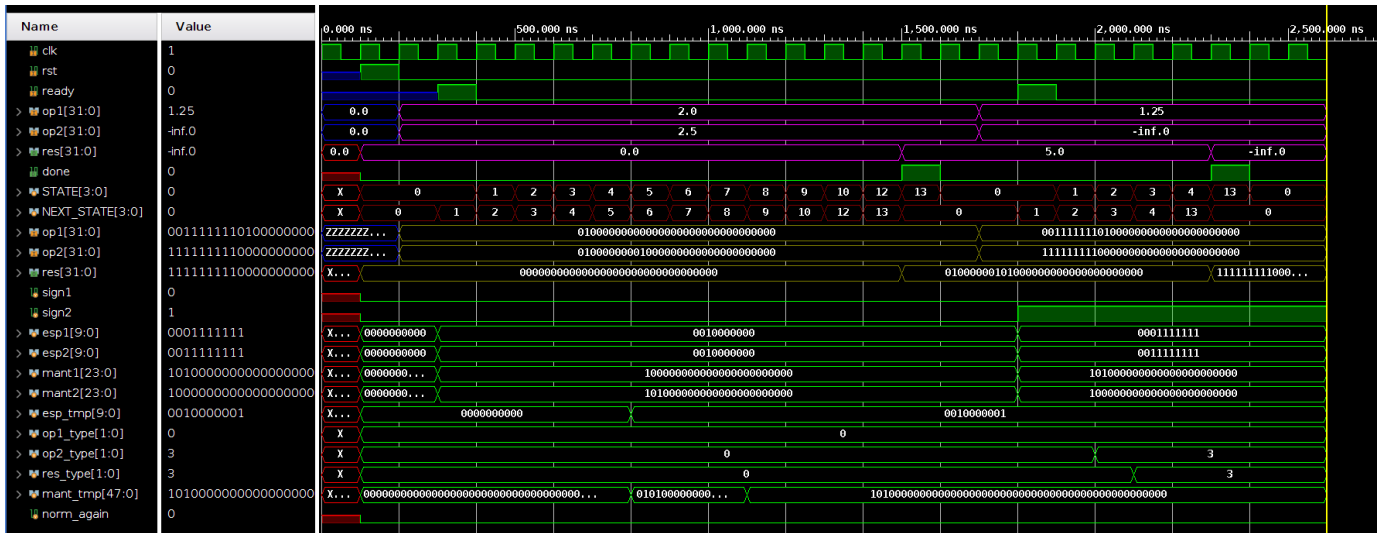 Name Value
0.000 ns 500.000 ns 1,000.000 ns 1,500.000 ns 2,000.000 ns 2,500.000 ns
clk 1
rst 0
ready 0
op1[31:0] 1.25 0.0 2.0 1.25
op2[31:0] -inf.0 0.0 2.5 -inf.0
res[31:0] -inf.0 0.0 0.0 5.0 -inf.0
done 0
STATE[3:0] 0 X 0 1 2 3 4 5 6 7 8 9 10 12 13 0 1 2 3 4 13 0
NEXT_STATE[3:0] 0 X 0 1 2 3 4 5 6 7 8 9 10 12 13 0 1 2 3 4 13 0
op1[31:0] 0011111110100000000 ZZZZZZZ... 01000000000000000000000000000000 00111111101000000000000000000000
op2[31:0] 1111111110000000000 ZZZZZZZ... 01000000001000000000000000000000 11111111100000000000000000000000
res[31:0] 1111111110000000000 X... 00000000000000000000000000000000 01000000101000000000000000000000 111111111000...
sign1 0
sign2 1
esp1[9:0] 0001111111 X... 0000000000 0010000000 0001111111
esp2[9:0] 0011111111 X... 0000000000 0010000000 0011111111
mant1[23:0] 1010000000000000000 X... 0000000... 100000000000000000000000 101000000000000000000000
mant2[23:0] 1000000000000000000 X... 0000000... 101000000000000000000000 100000000000000000000000
esp_tmp[9:0] 0010000001 X... 0000000000 0010000001
op1_type[1:0] 0 X 0
op2_type[1:0] 3 X 0 3
res_type[1:0] 3 X 0 3
mant_tmp[47:0] 1010000000000000000 X... 00000000000000000000000000000000000... 010100000000... 101000000000000000000000000000000000000000000000
norm_again 0